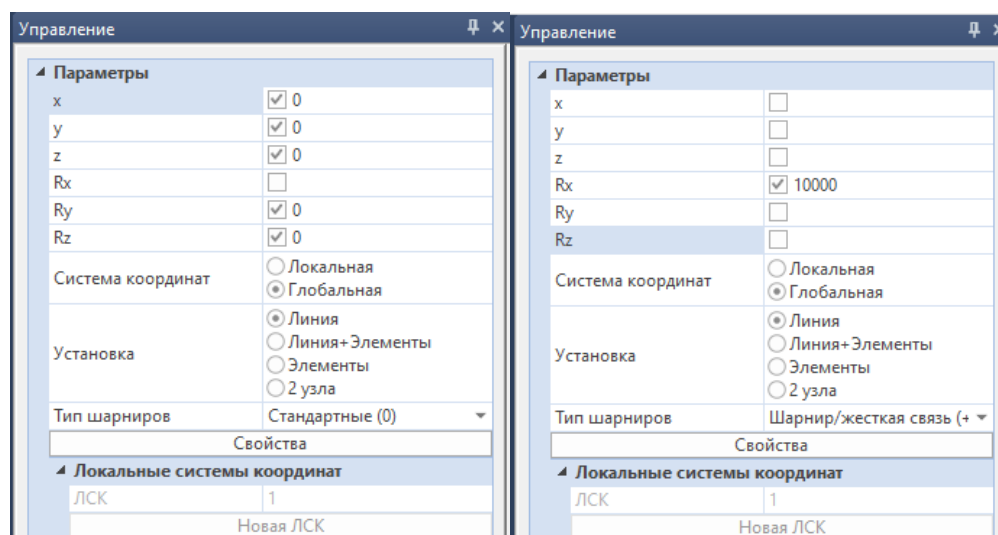 Управление
Параметры
x 0
y 0
z 0
Rx
Ry 0
Rz 0
Система координат
Локальная
Глобальная
Установка
Линия
Линия+Элементы
Элементы
2 узла
Тип шарниров Стандартные (0)
Свойства
Локальные системы координат
ЛСК 1
Новая ЛСК
Управление
Параметры
x
y
z
Rx 10000
Ry
Rz
Система координат
Локальная
Глобальная
Установка
Линия
Линия+Элементы
Элементы
2 узла
Тип шарниров Шарнир/жесткая связь (+
Свойства
Локальные системы координат
ЛСК 1
Новая ЛСК